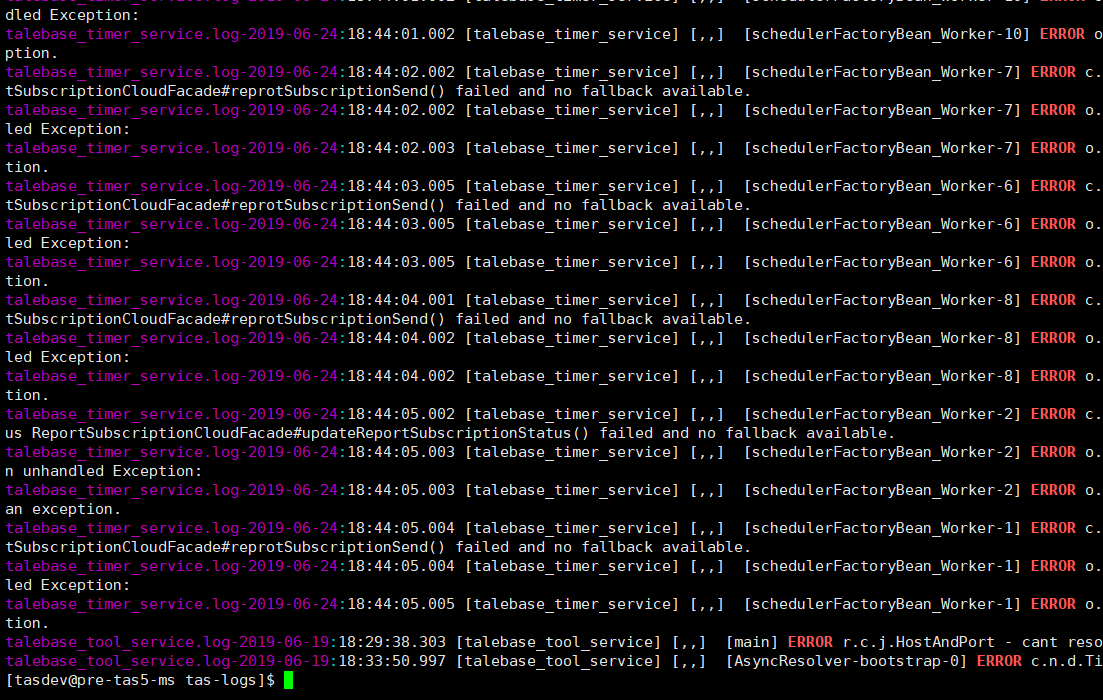 dled Exception:
talebase_timer_service.log-2019-06-24:18:44:01.002 [talebase_timer_service] [,,]  [schedulerFactoryBean_Worker-10] ERROR o
ption.
talebase_timer_service.log-2019-06-24:18:44:02.002 [talebase_timer_service] [,,]  [schedulerFactoryBean_Worker-7] ERROR c.
tSubscriptionCloudFacade#reprotSubscriptionSend() failed and no fallback available.
talebase_timer_service.log-2019-06-24:18:44:02.002 [talebase_timer_service] [,,]  [schedulerFactoryBean_Worker-7] ERROR o.
led Exception:
talebase_timer_service.log-2019-06-24:18:44:02.003 [talebase_timer_service] [,,]  [schedulerFactoryBean_Worker-7] ERROR o.
tion.
talebase_timer_service.log-2019-06-24:18:44:03.005 [talebase_timer_service] [,,]  [schedulerFactoryBean_Worker-6] ERROR c.
tSubscriptionCloudFacade#reprotSubscriptionSend() failed and no fallback available.
talebase_timer_service.log-2019-06-24:18:44:03.005 [talebase_timer_service] [,,]  [schedulerFactoryBean_Worker-6] ERROR o.
led Exception:
talebase_timer_service.log-2019-06-24:18:44:03.005 [talebase_timer_service] [,,]  [schedulerFactoryBean_Worker-6] ERROR o.
tion.
talebase_timer_service.log-2019-06-24:18:44:04.001 [talebase_timer_service] [,,]  [schedulerFactoryBean_Worker-8] ERROR c.
tSubscriptionCloudFacade#reprotSubscriptionSend() failed and no fallback available.
talebase_timer_service.log-2019-06-24:18:44:04.002 [talebase_timer_service] [,,]  [schedulerFactoryBean_Worker-8] ERROR o.
led Exception:
talebase_timer_service.log-2019-06-24:18:44:04.002 [talebase_timer_service] [,,]  [schedulerFactoryBean_Worker-8] ERROR o.
tion.
talebase_timer_service.log-2019-06-24:18:44:05.002 [talebase_timer_service] [,,]  [schedulerFactoryBean_Worker-2] ERROR c.
us ReportSubscriptionCloudFacade#updateReportSubscriptionStatus() failed and no fallback available.
talebase_timer_service.log-2019-06-24:18:44:05.003 [talebase_timer_service] [,,]  [schedulerFactoryBean_Worker-2] ERROR o.
n unhandled Exception:
talebase_timer_service.log-2019-06-24:18:44:05.003 [talebase_timer_service] [,,]  [schedulerFactoryBean_Worker-2] ERROR o.
an exception.
talebase_timer_service.log-2019-06-24:18:44:05.004 [talebase_timer_service] [,,]  [schedulerFactoryBean_Worker-1] ERROR c.
tSubscriptionCloudFacade#reprotSubscriptionSend() failed and no fallback available.
talebase_timer_service.log-2019-06-24:18:44:05.004 [talebase_timer_service] [,,]  [schedulerFactoryBean_Worker-1] ERROR o.
led Exception:
talebase_timer_service.log-2019-06-24:18:44:05.005 [talebase_timer_service] [,,]  [schedulerFactoryBean_Worker-1] ERROR o.
tion.
talebase_tool_service.log-2019-06-19:18:29:38.303 [talebase_tool_service] [,,]  [main] ERROR r.c.j.HostAndPort - cant reso
talebase_tool_service.log-2019-06-19:18:33:50.997 [talebase_tool_service] [,,]  [AsyncResolver-bootstrap-0] ERROR c.n.d.Ti
[tasdev@pre-tas5-ms tas-logs]$